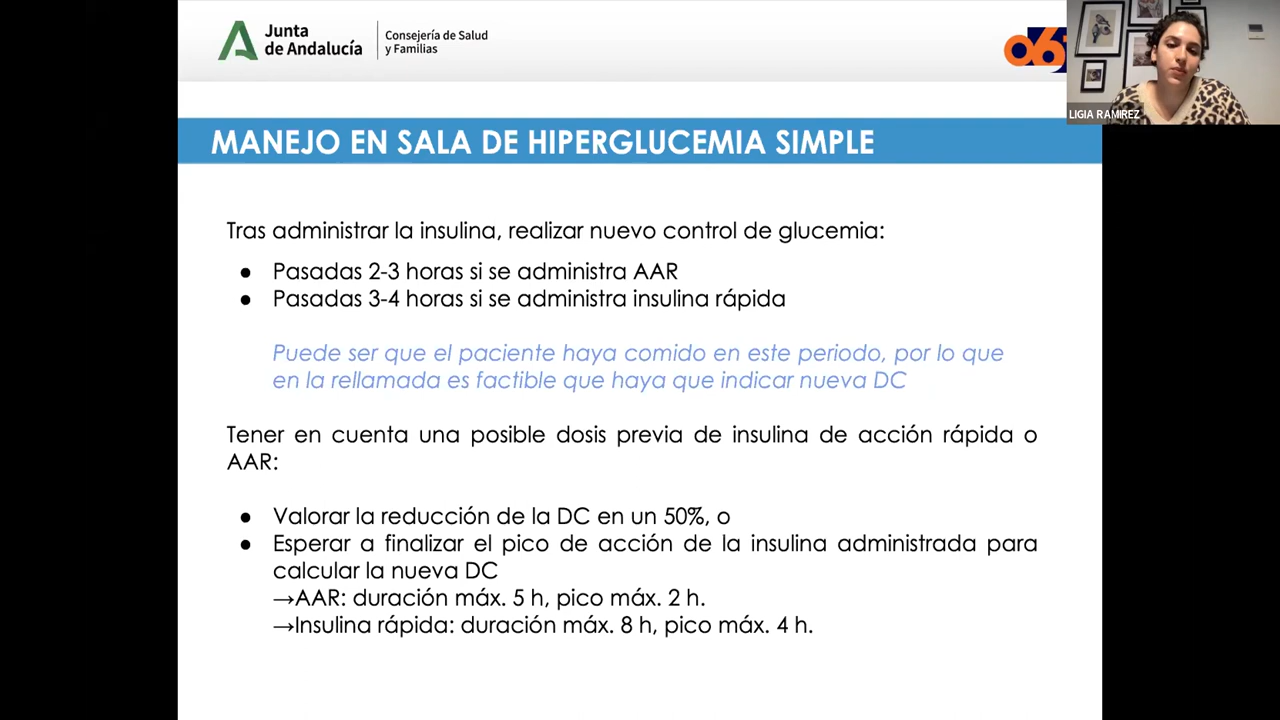 Junta
de Andalucía
Consejería de Salud
y Familias
061
LIGIA RAMIREZ
MANEJO EN SALA DE HIPERGLUCEMIA SIMPLE
Tras administrar la insulina, realizar nuevo control de glucemia:
● Pasadas 2-3 horas si se administra AAR
● Pasadas 3-4 horas si se administra insulina rápida
Puede ser que el paciente haya comido en este periodo, por lo que
en la rellamada es factible que haya que indicar nueva DC
Tener en cuenta una posible dosis previa de insulina de acción rápida o
AAR:
● Valorar la reducción de la DC en un 50%, o
● Esperar a finalizar el pico de acción de la insulina administrada para
calcular la nueva DC
→AAR: duración máx. 5 h, pico máx. 2 h.
→Insulina rápida: duración máx. 8 h, pico máx. 4 h.